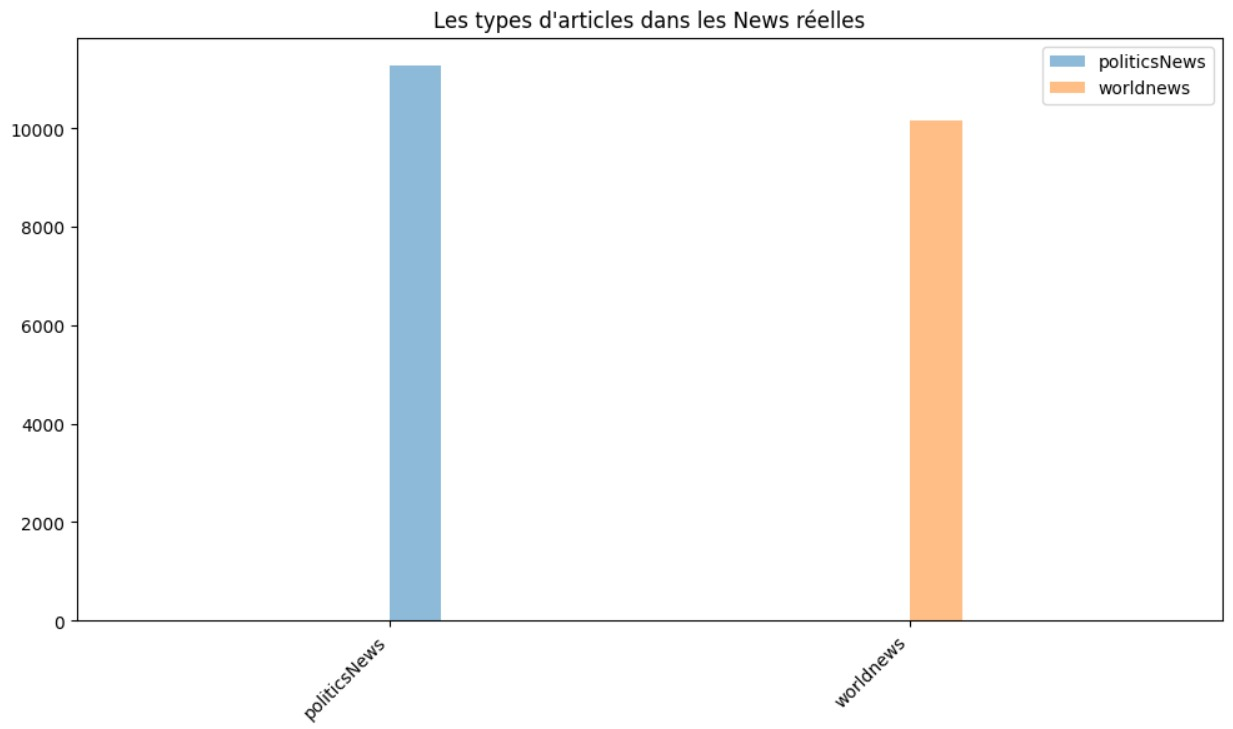 Les types d'articles dans les News réelles
politicsNews
worldnews
10000
8000
6000
4000
2000
0
politicsNews
worldnews